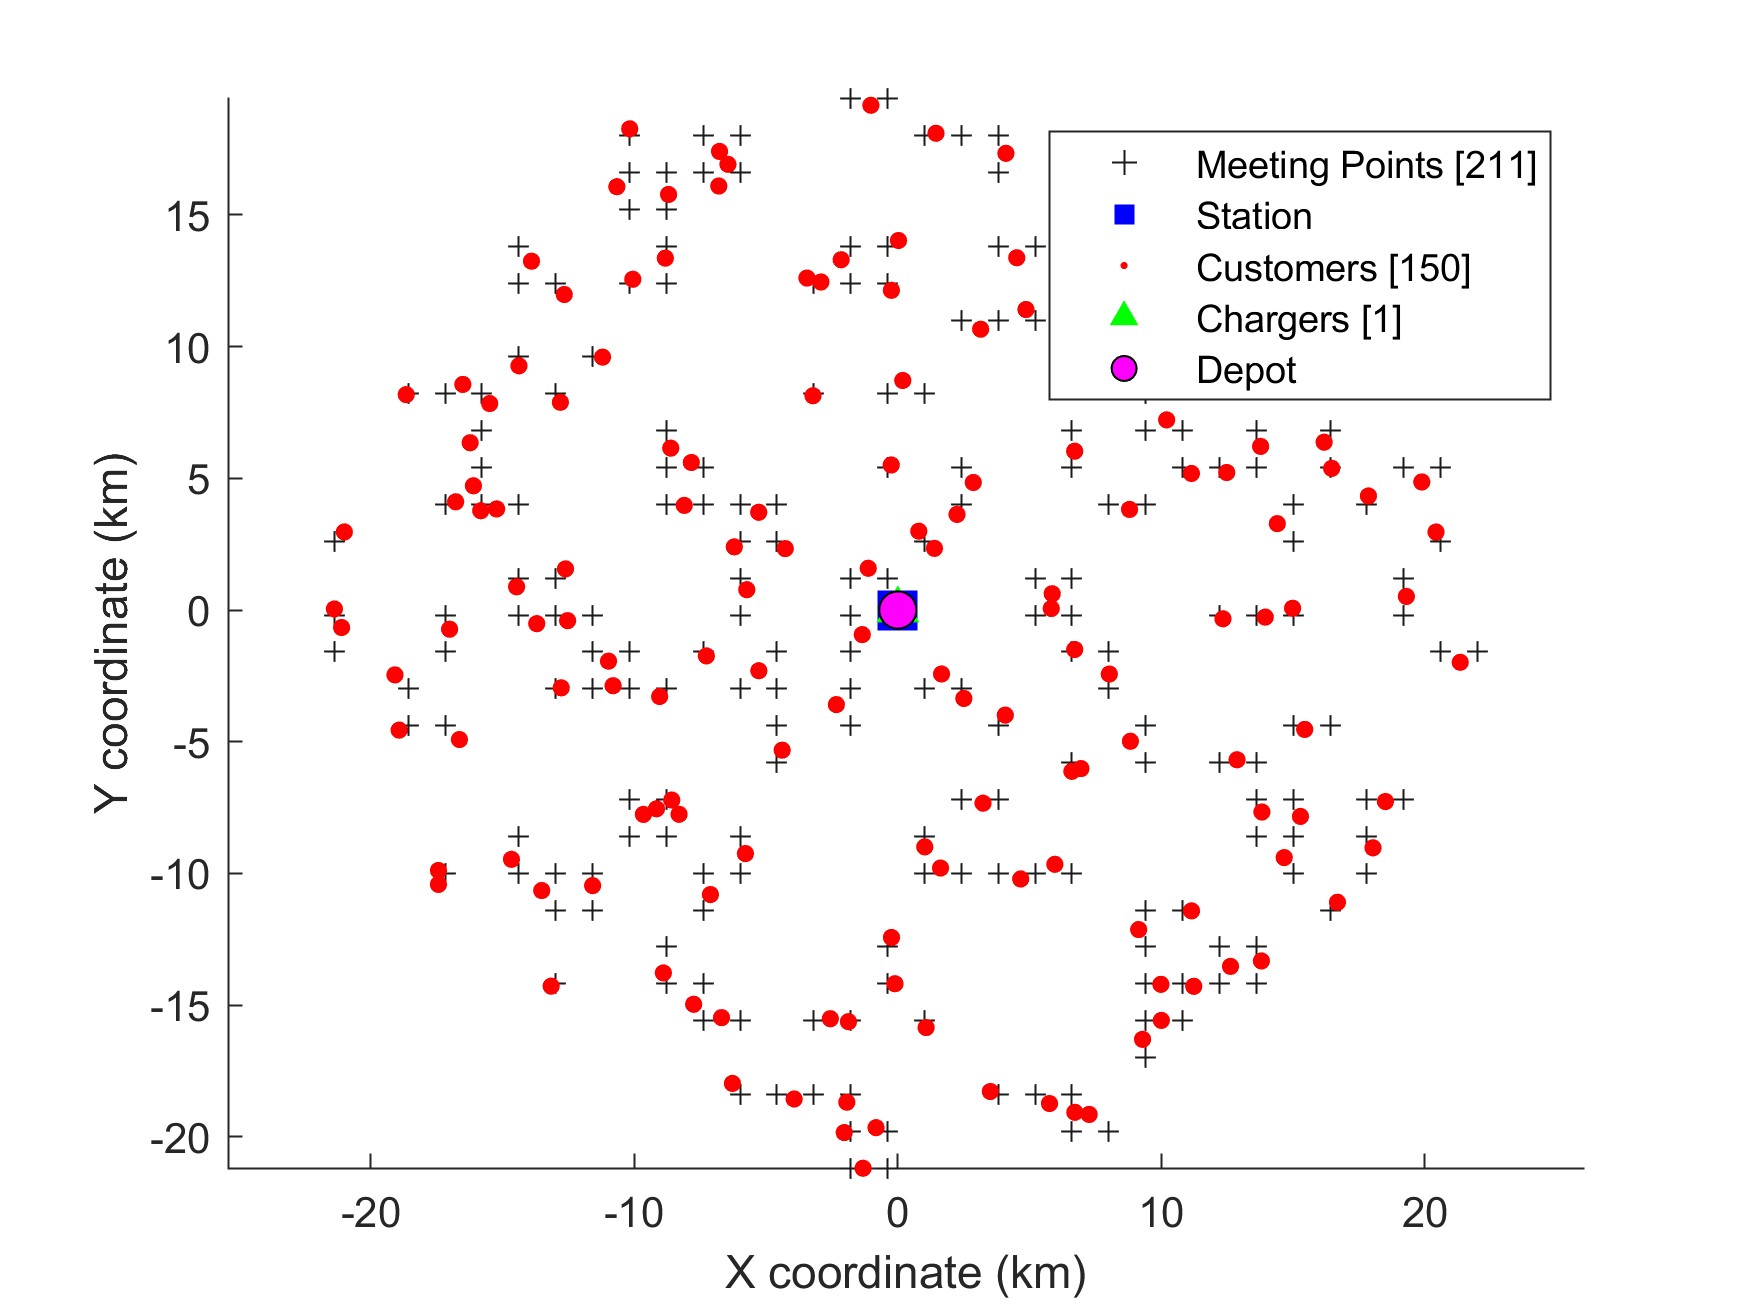 Meeting Points [211]
Station
Customers [150]
Chargers [1]
Depot
15
10
5
0
-5
-10
-15
-20
Y coordinate (km)
-20 -10 0 10 20
X coordinate (km)